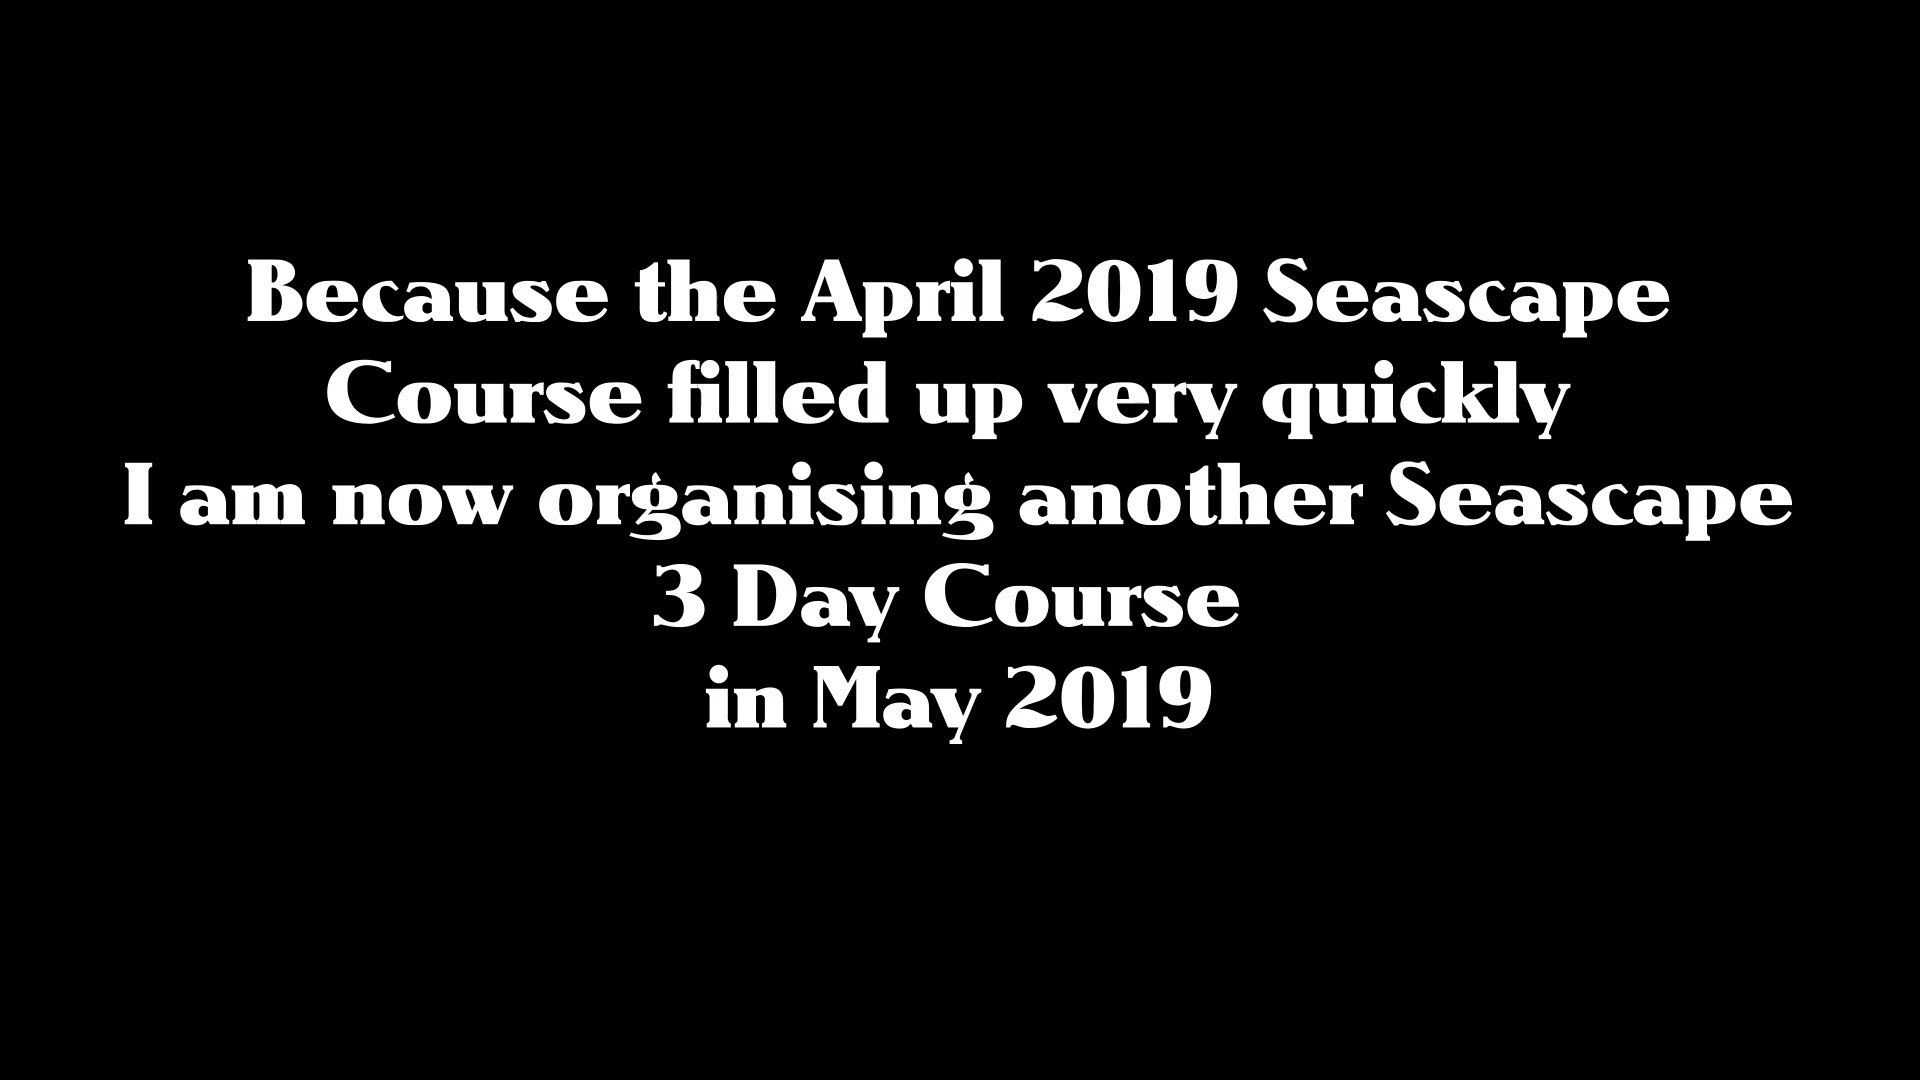 Because the April 2019 Seascape
Course filled up very quickly
I am now organising another Seascape
3 Day Course
in May 2019